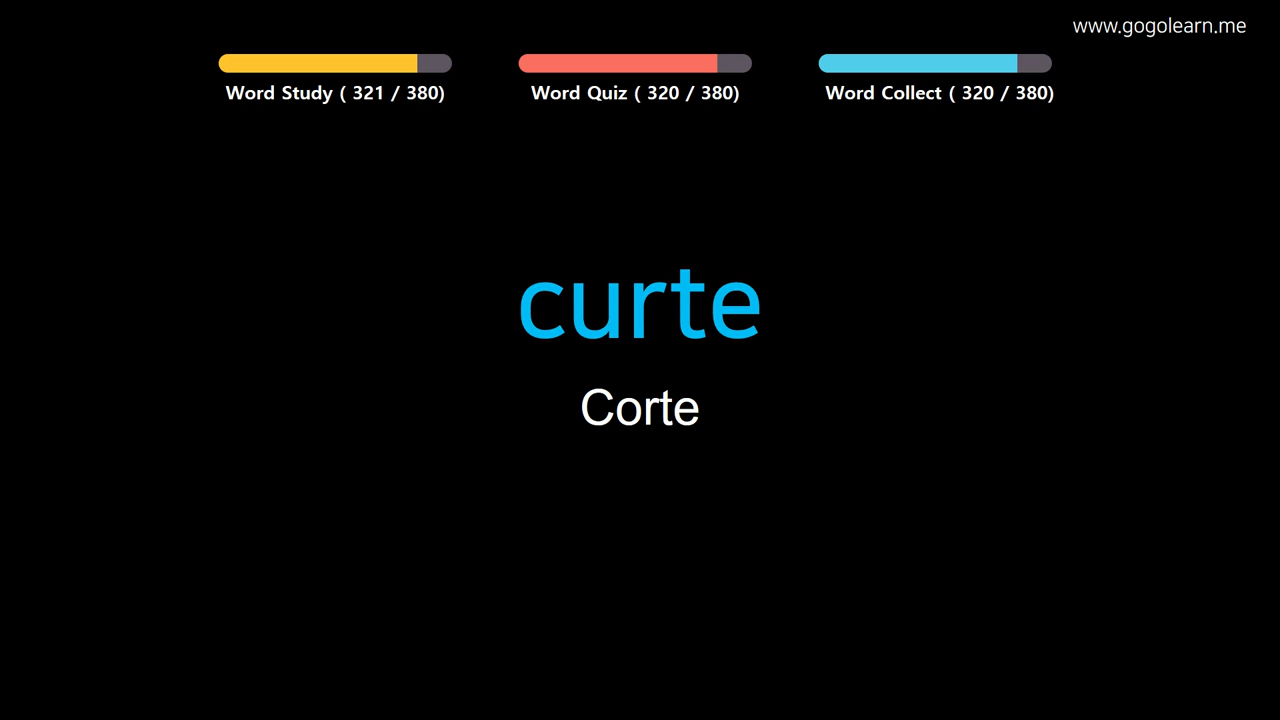 www.gogolearn.me
Word Study ( 321 / 380)
Word Quiz ( 320 / 380)
Word Collect ( 320 / 380)
curte
Corte